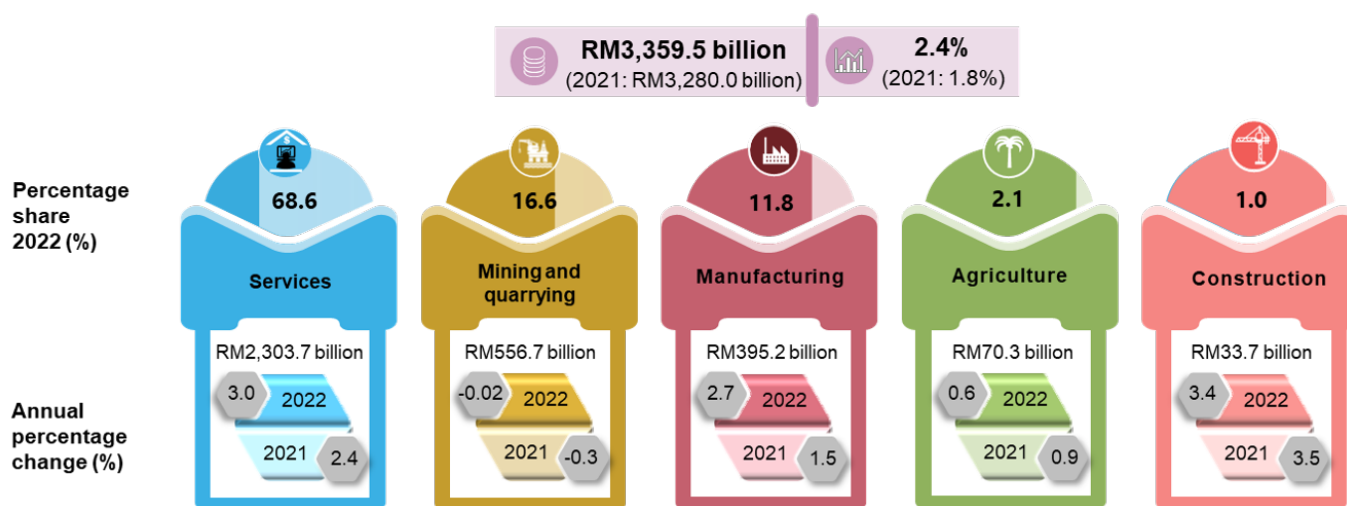 RM3,359.5 billion
(2021: RM3,280.0 billion)
2.4%
(2021: 1.8%)
Percentage
share
2022 (%)
68.6
16.6
11.8
2.1
1.0
Services
Mining and
quarrying
Manufacturing
Agriculture
Construction
RM2,303.7 billion
RM556.7 billion
RM395.2 billion
RM70.3 billion
RM33.7 billion
Annual
percentage
change (%)
3.0 2022
2021 2.4
-0.02 2022
2021 -0.3
2.7 2022
2021 1.5
0.6 2022
2021 0.9
3.4 2022
2021 3.5